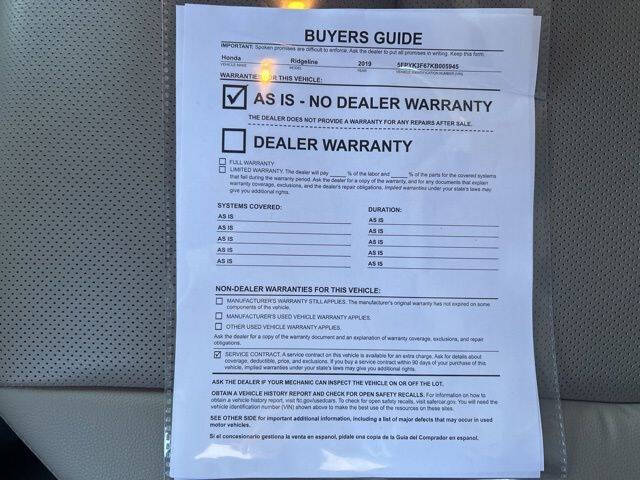 BUYERS GUIDE
IMPORTANT: Spoken promises are difficult to enforce. Ask the dealer to put all promises in writing. Keep this form.
Honda Ridgeline 2019 5FPYK3F67KB005945
VEHICLE MAKE MODEL YEAR VEHICLE IDENTIFICATION NUMBER (VIN)
WARRANTIES FOR THIS VEHICLE:
AS IS - NO DEALER WARRANTY
THE DEALER DOES NOT PROVIDE A WARRANTY FOR ANY REPAIRS AFTER SALE.
DEALER WARRANTY
FULL WARRANTY.
LIMITED WARRANTY. The dealer will pay ____ % of the labor and ____ % of the parts for the covered systems
that fail during the warranty period. Ask the dealer for a copy of the warranty, and for any documents that explain
warranty coverage, exclusions, and the dealer's repair obligations. Implied warranties under your state's laws may
give you additional rights.
SYSTEMS COVERED: DURATION:
AS IS AS IS
AS IS AS IS
AS IS AS IS
AS IS AS IS
AS IS AS IS
NON-DEALER WARRANTIES FOR THIS VEHICLE:
MANUFACTURER'S WARRANTY STILL APPLIES. The manufacturer's original warranty has not expired on some
components of the vehicle.
MANUFACTURER'S USED VEHICLE WARRANTY APPLIES.
OTHER USED VEHICLE WARRANTY APPLIES.
Ask the dealer for a copy of the warranty document and an explanation of warranty coverage, exclusions, and repair
obligations.
SERVICE CONTRACT. A service contract on this vehicle is available for an extra charge. Ask for details about
coverage, deductible, price, and exclusions. If you buy a service contract within 90 days of your purchase of this
vehicle, implied warranties under your state's laws may give you additional rights.
ASK THE DEALER IF YOUR MECHANIC CAN INSPECT THE VEHICLE ON OR OFF THE LOT.
OBTAIN A VEHICLE HISTORY REPORT AND CHECK FOR OPEN SAFETY RECALLS. For information on how to
obtain a vehicle history report, visit ftc.gov/usedcars. To check for open safety recalls, visit safercar.gov. You will need the
vehicle identification number (VIN) shown above to make the best use of the resources on these sites.
SEE OTHER SIDE for important additional information, including a list of major defects that may occur in used
motor vehicles.
Si el concesionario gestiona la venta en español, pídale una copia de la Guía del Comprador en español.